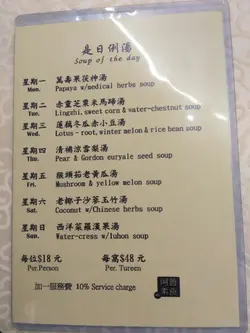 是日例湯
Soup of the day
星期一 萬壽果茯神湯
Mon. Papaya w/medical herbs soup
星期二 赤靈芝粟米馬蹄湯
Tue. Lingzhi, sweet corn & water-chestnut soup
星期三 蓮藕冬瓜赤小豆湯
Wed. Lotus-root, winter melon & rice bean soup
星期四 清補涼雪梨湯
Thu. Pear & Gordon euryale seed soup
星期五 猴頭菇老黃瓜湯
Fri. Mushroom & yellow melon soup
星期六 老椰子沙參玉竹湯
Sat. Coconut w/Chinese herbs soup
星期日 西洋菜羅漢果湯
Sun. Water-cress w/luhon soup
每位$18元 每窩$48元
Per.Person Per. Tureen
加一服務費 10% Service charge